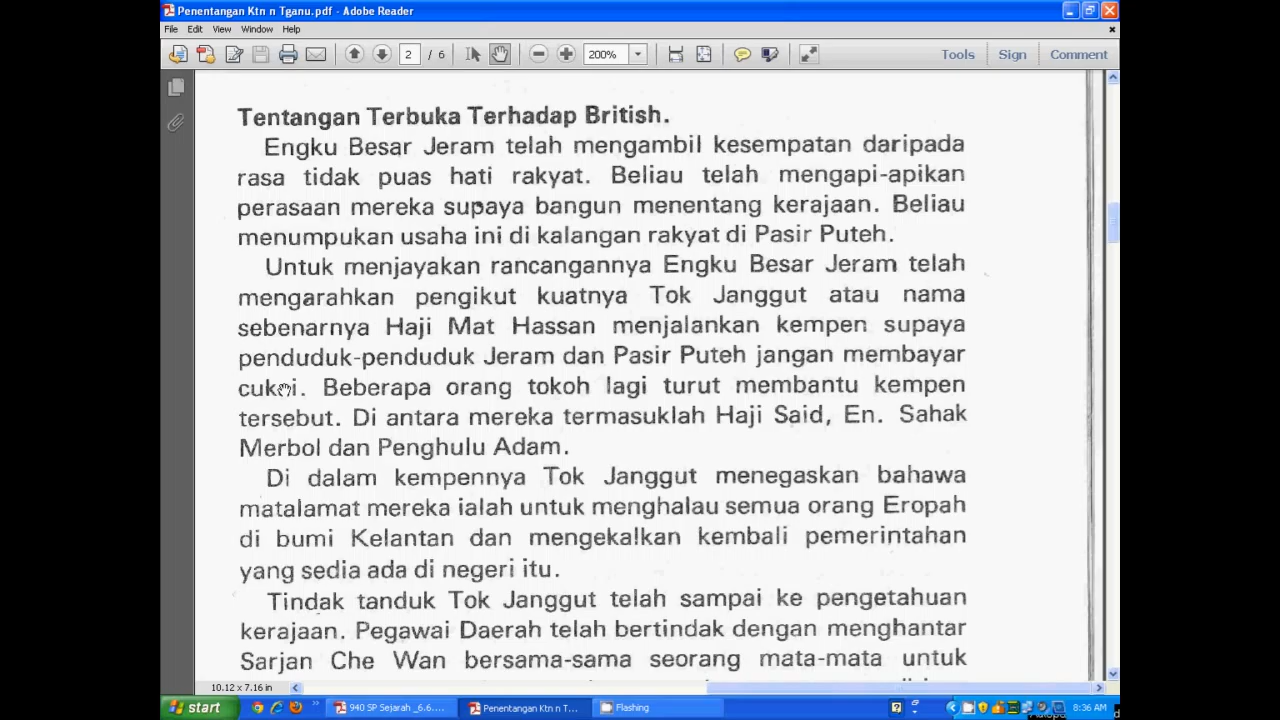 Penentangan Ktn n Tganu.pdf - Adobe Reader
File Edit View Window Help
2 / 6 200% Tools Sign Comment
Tentangan Terbuka Terhadap British.
Engku Besar Jeram telah mengambil kesempatan daripada
rasa tidak puas hati rakyat. Beliau telah mengapi-apikan
perasaan mereka supaya bangun menentang kerajaan. Beliau
menumpukan usaha ini di kalangan rakyat di Pasir Puteh.
Untuk menjayakan rancangannya Engku Besar Jeram telah
mengarahkan pengikut kuatnya Tok Janggut atau nama
sebenarnya Haji Mat Hassan menjalankan kempen supaya
penduduk-penduduk Jeram dan Pasir Puteh jangan membayar
cukai. Beberapa orang tokoh lagi turut membantu kempen
tersebut. Di antara mereka termasuklah Haji Said, En. Sahak
Merbol dan Penghulu Adam.
Di dalam kempennya Tok Janggut menegaskan bahawa
matalamat mereka ialah untuk menghalau semua orang Eropah
di bumi Kelantan dan mengekalkan kembali pemerintahan
yang sedia ada di negeri itu.
Tindak tanduk Tok Janggut telah sampai ke pengetahuan
kerajaan. Pegawai Daerah telah bertindak dengan menghantar
Sarjan Che Wan bersama-sama seorang mata-mata untuk
10.12 x 7.16 in
start 940 SP Sejarah _6.6.... Penentangan Ktn n T... Flashing 8:36 AM